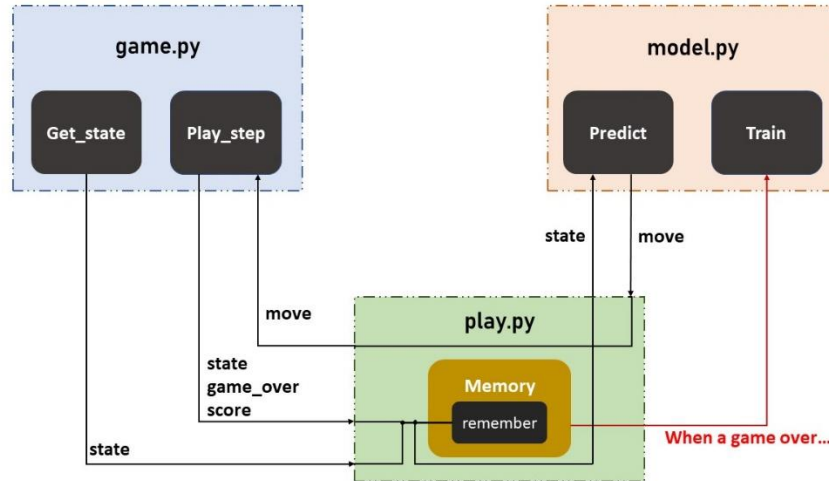 game.py
model.py
Get_state
Play_step
Predict
Train
state
move
move
play.py
state
game_over
score
Memory
remember
state
When a game over...